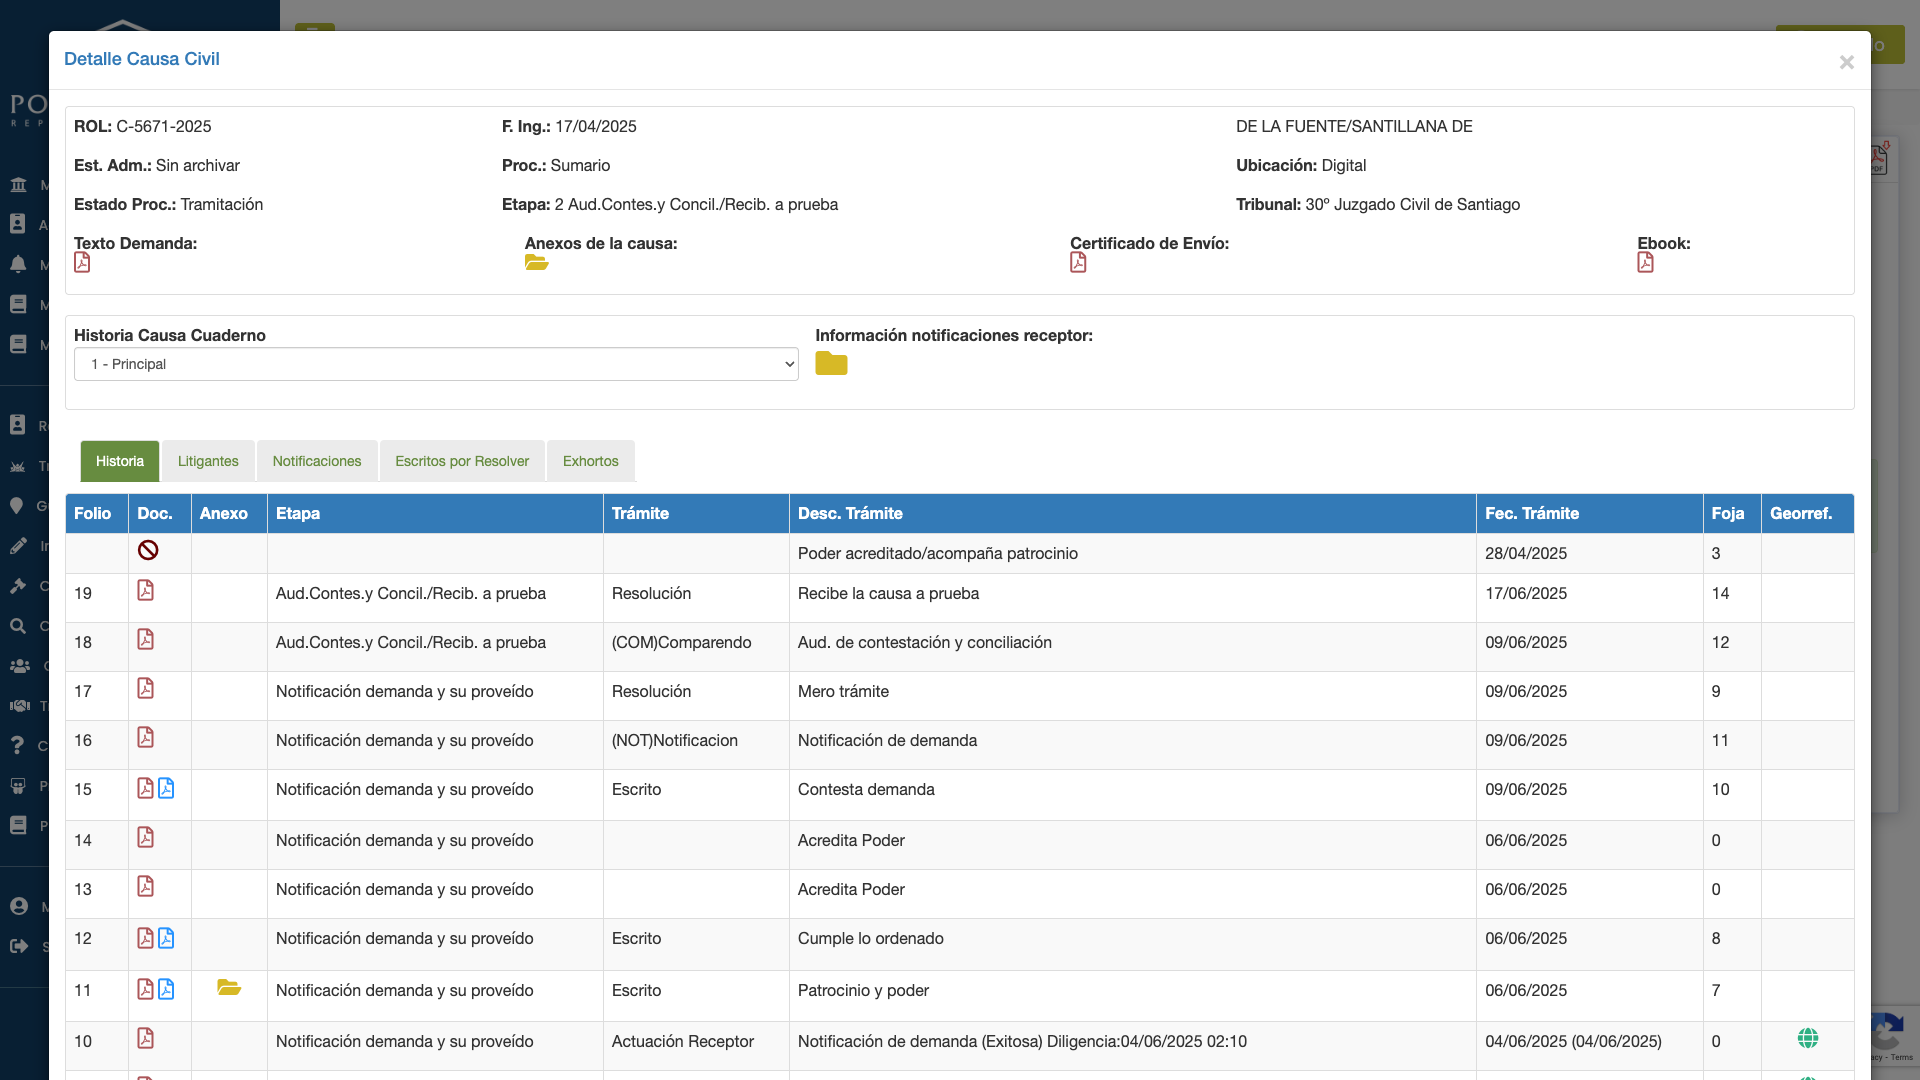 Detalle Causa Civil
×
ROL: C-5671-2025 F. Ing.: 17/04/2025 DE LA FUENTE/SANTILLANA DE
Est. Adm.: Sin archivar Proc.: Sumario Ubicación: Digital
Estado Proc.: Tramitación Etapa: 2 Aud.Contes.y Concil./Recib. a prueba Tribunal: 30º Juzgado Civil de Santiago
Texto Demanda: Anexos de la causa: Certificado de Envío: Ebook:
Historia Causa Cuaderno Información notificaciones receptor:
1 - Principal
Historia Litigantes Notificaciones Escritos por Resolver Exhortos
Folio Doc. Anexo Etapa Trámite Desc. Trámite Fec. Trámite Foja Georref.
Poder acreditado/acompaña patrocinio 28/04/2025 3
19 Aud.Contes.y Concil./Recib. a prueba Resolución Recibe la causa a prueba 17/06/2025 14
18 Aud.Contes.y Concil./Recib. a prueba (COM)Comparendo Aud. de contestación y conciliación 09/06/2025 12
17 Notificación demanda y su proveído Resolución Mero trámite 09/06/2025 9
16 Notificación demanda y su proveído (NOT)Notificacion Notificación de demanda 09/06/2025 11
15 Notificación demanda y su proveído Escrito Contesta demanda 09/06/2025 10
14 Notificación demanda y su proveído Acredita Poder 06/06/2025 0
13 Notificación demanda y su proveído Acredita Poder 06/06/2025 0
12 Notificación demanda y su proveído Escrito Cumple lo ordenado 06/06/2025 8
11 Notificación demanda y su proveído Escrito Patrocinio y poder 06/06/2025 7
10 Notificación demanda y su proveído Actuación Receptor Notificación de demanda (Exitosa) Diligencia:04/06/2025 02:10 04/06/2025 (04/06/2025) 0